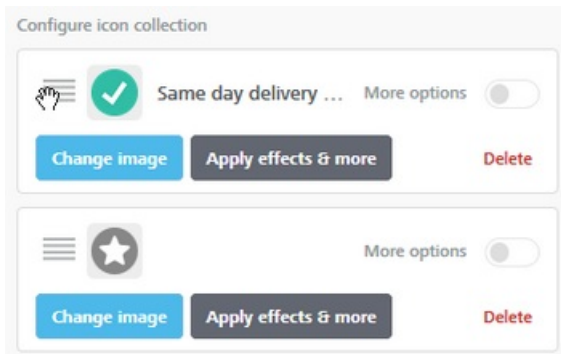 Configure icon collection
Same day delivery ... More options
Change image Apply effects & more Delete
More options
Change image Apply effects & more Delete